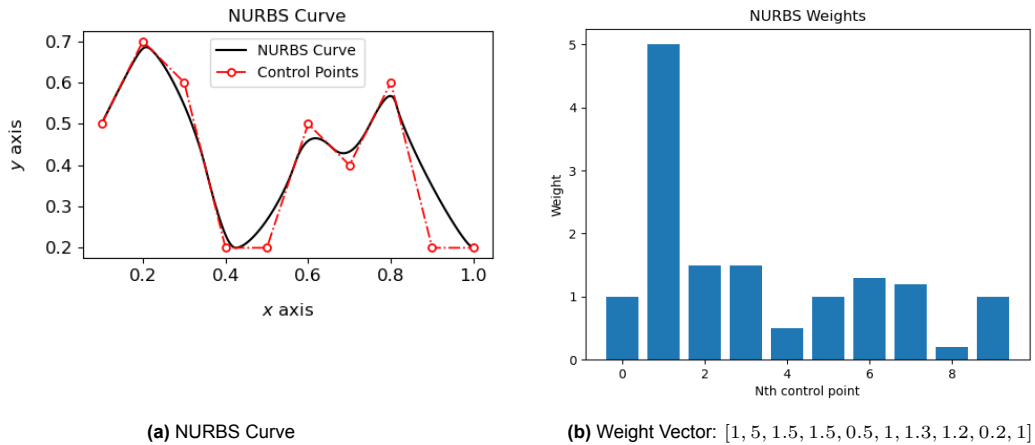 NURBS Curve
NURBS Curve
Control Points
0.7
0.6
0.5
0.4
0.3
0.2
y axis
0.2 0.4 0.6 0.8 1.0
x axis
(a) NURBS Curve
NURBS Weights
5
4
3
2
1
0
Weight
0 2 4 6 8
Nth control point
(b) Weight Vector: [1, 5, 1.5, 1.5, 0.5, 1, 1.3, 1.2, 0.2, 1]